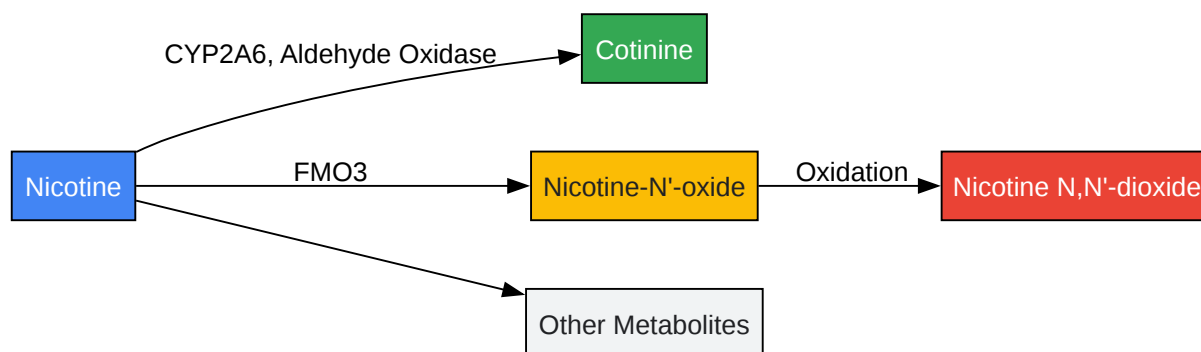 CYP2A6, Aldehyde Oxidase
Cotinine
Nicotine
FMO3
Nicotine-N'-oxide
Oxidation
Nicotine N,N'-dioxide
Other Metabolites